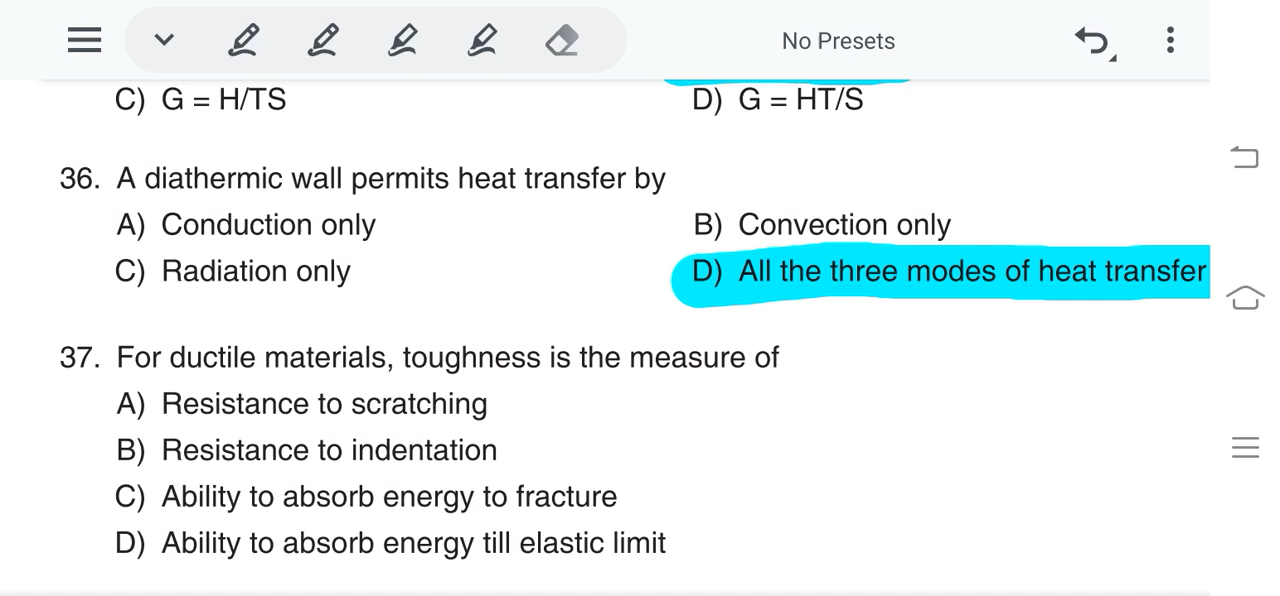 No Presets
C) G = H/TS D) G = HT/S
36. A diathermic wall permits heat transfer by
A) Conduction only B) Convection only
C) Radiation only D) All the three modes of heat transfer
37. For ductile materials, toughness is the measure of
A) Resistance to scratching
B) Resistance to indentation
C) Ability to absorb energy to fracture
D) Ability to absorb energy till elastic limit